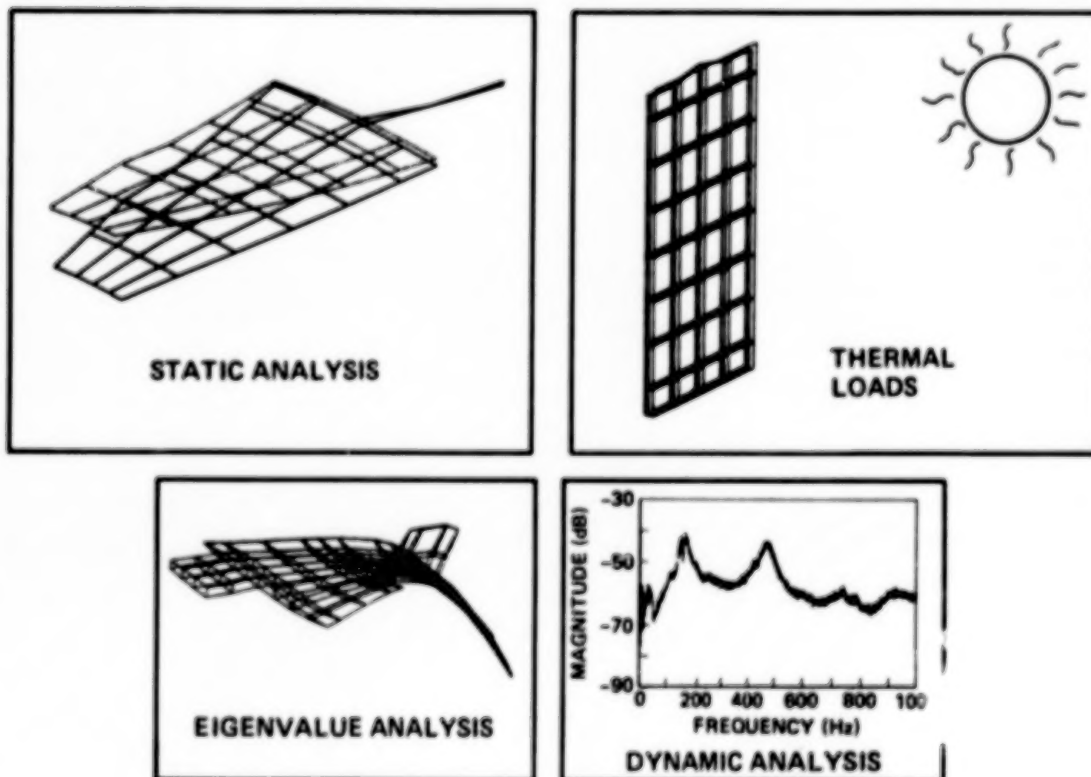 STATIC ANALYSIS
THERMAL
LOADS
EIGENVALUE ANALYSIS
MAGNITUDE (dB)
-30
-50
-70
-90
0 200 400 600 800 100
FREQUENCY (Hz)
DYNAMIC ANALYSIS